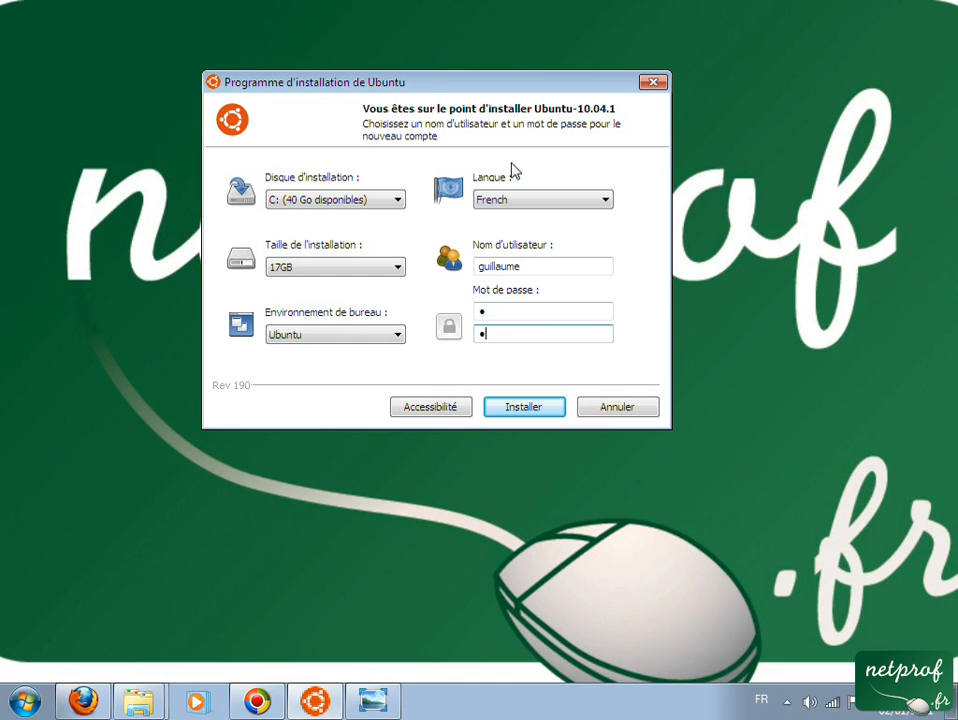 Programme d'installation de Ubuntu
Vous êtes sur le point d'installer Ubuntu-10.04.1
Choisissez un nom d'utilisateur et un mot de passe pour le
nouveau compte
Disque d'installation :
C: (40 Go disponibles)
Langue :
French
Taille de l'installation :
17GB
Nom d'utilisateur :
guillaume
Mot de passe :
Environnement de bureau :
Ubuntu
Rev 190
Accessibilité
Installer
Annuler
netprof
.fr
FR
netprof
.fr